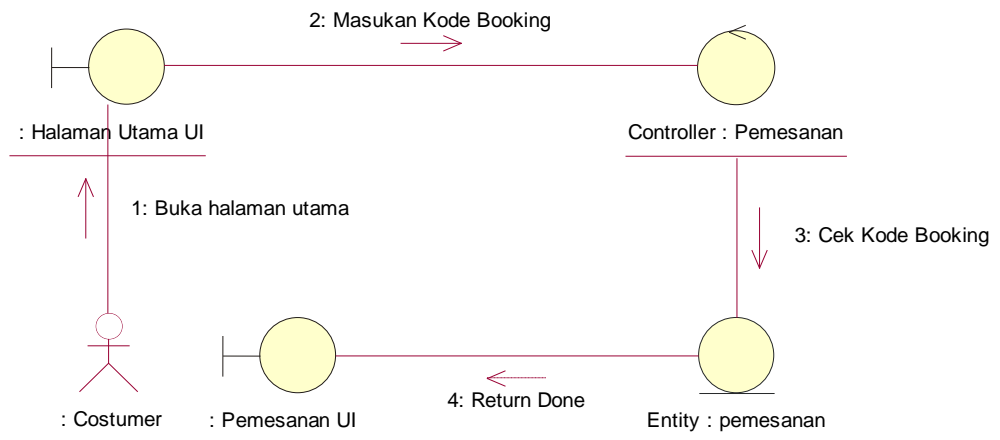 2: Masukan Kode Booking
: Halaman Utama UI
Controller : Pemesanan
1: Buka halaman utama
3: Cek Kode Booking
4: Return Done
: Costumer
: Pemesanan UI
Entity : pemesanan